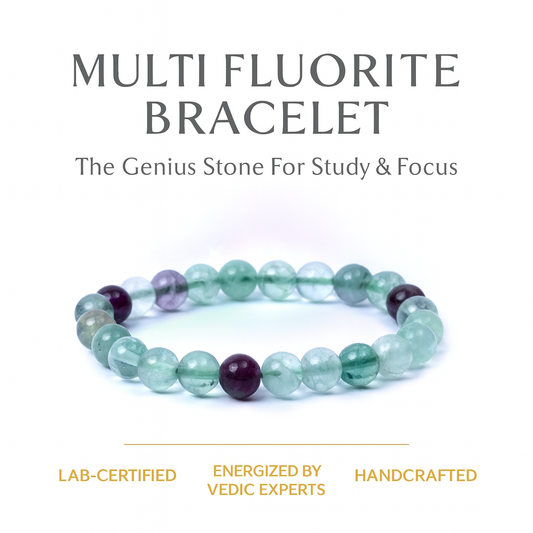 MULTI FLUORITE
BRACELET
The Genius Stone For Study & Focus
LAB-CERTIFIED
ENERGIZED BY
VEDIC EXPERTS
HANDCRAFTED